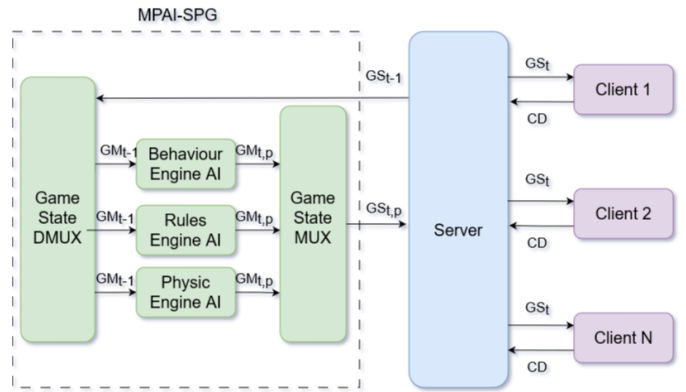 MPAI-SPG
GSt-1
GSt
Client 1
CD
GMt-1
Behaviour
Engine AI
GMt,p
Game
State
DMUX
GMt-1
Rules
Engine AI
GMt,p
Game
State
MUX
GSt,p
Server
GSt
Client 2
CD
GMt-1
Physic
Engine AI
GMt,p
GSt
Client N
CD